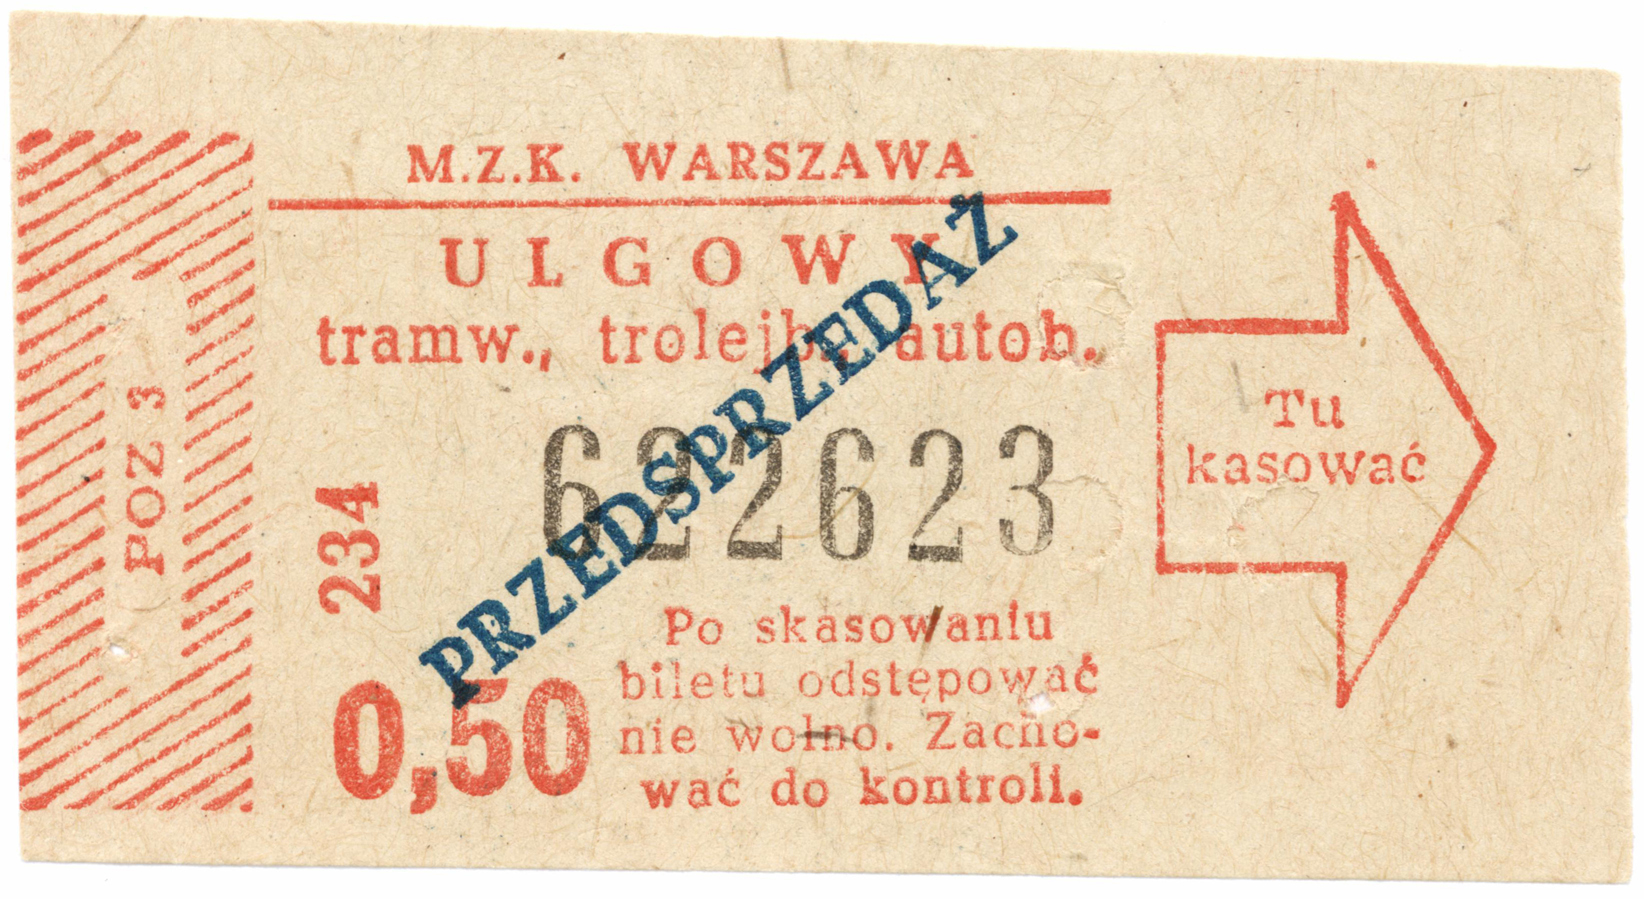 M.Z.K. WARSZAWA
ULGOWY
tramw., trolejb., autob.
PRZEDSPRZEDAŻ
POZ 3
234
622623
0,50
Po skasowaniu
biletu odstępować
nie wolno. Zacho-
wać do kontroli.
Tu
kasować